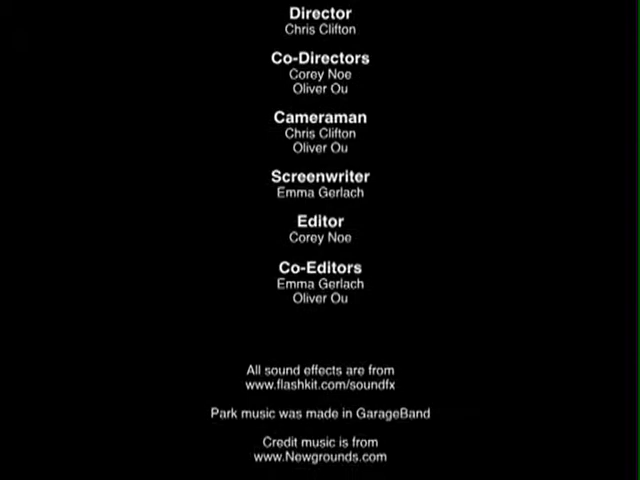 Director
Chris Clifton
Co-Directors
Corey Noe
Oliver Ou
Cameraman
Chris Clifton
Oliver Ou
Screenwriter
Emma Gerlach
Editor
Corey Noe
Co-Editors
Emma Gerlach
Oliver Ou
All sound effects are from
www.flashkit.com/soundfx
Park music was made in GarageBand
Credit music is from
www.Newgrounds.com